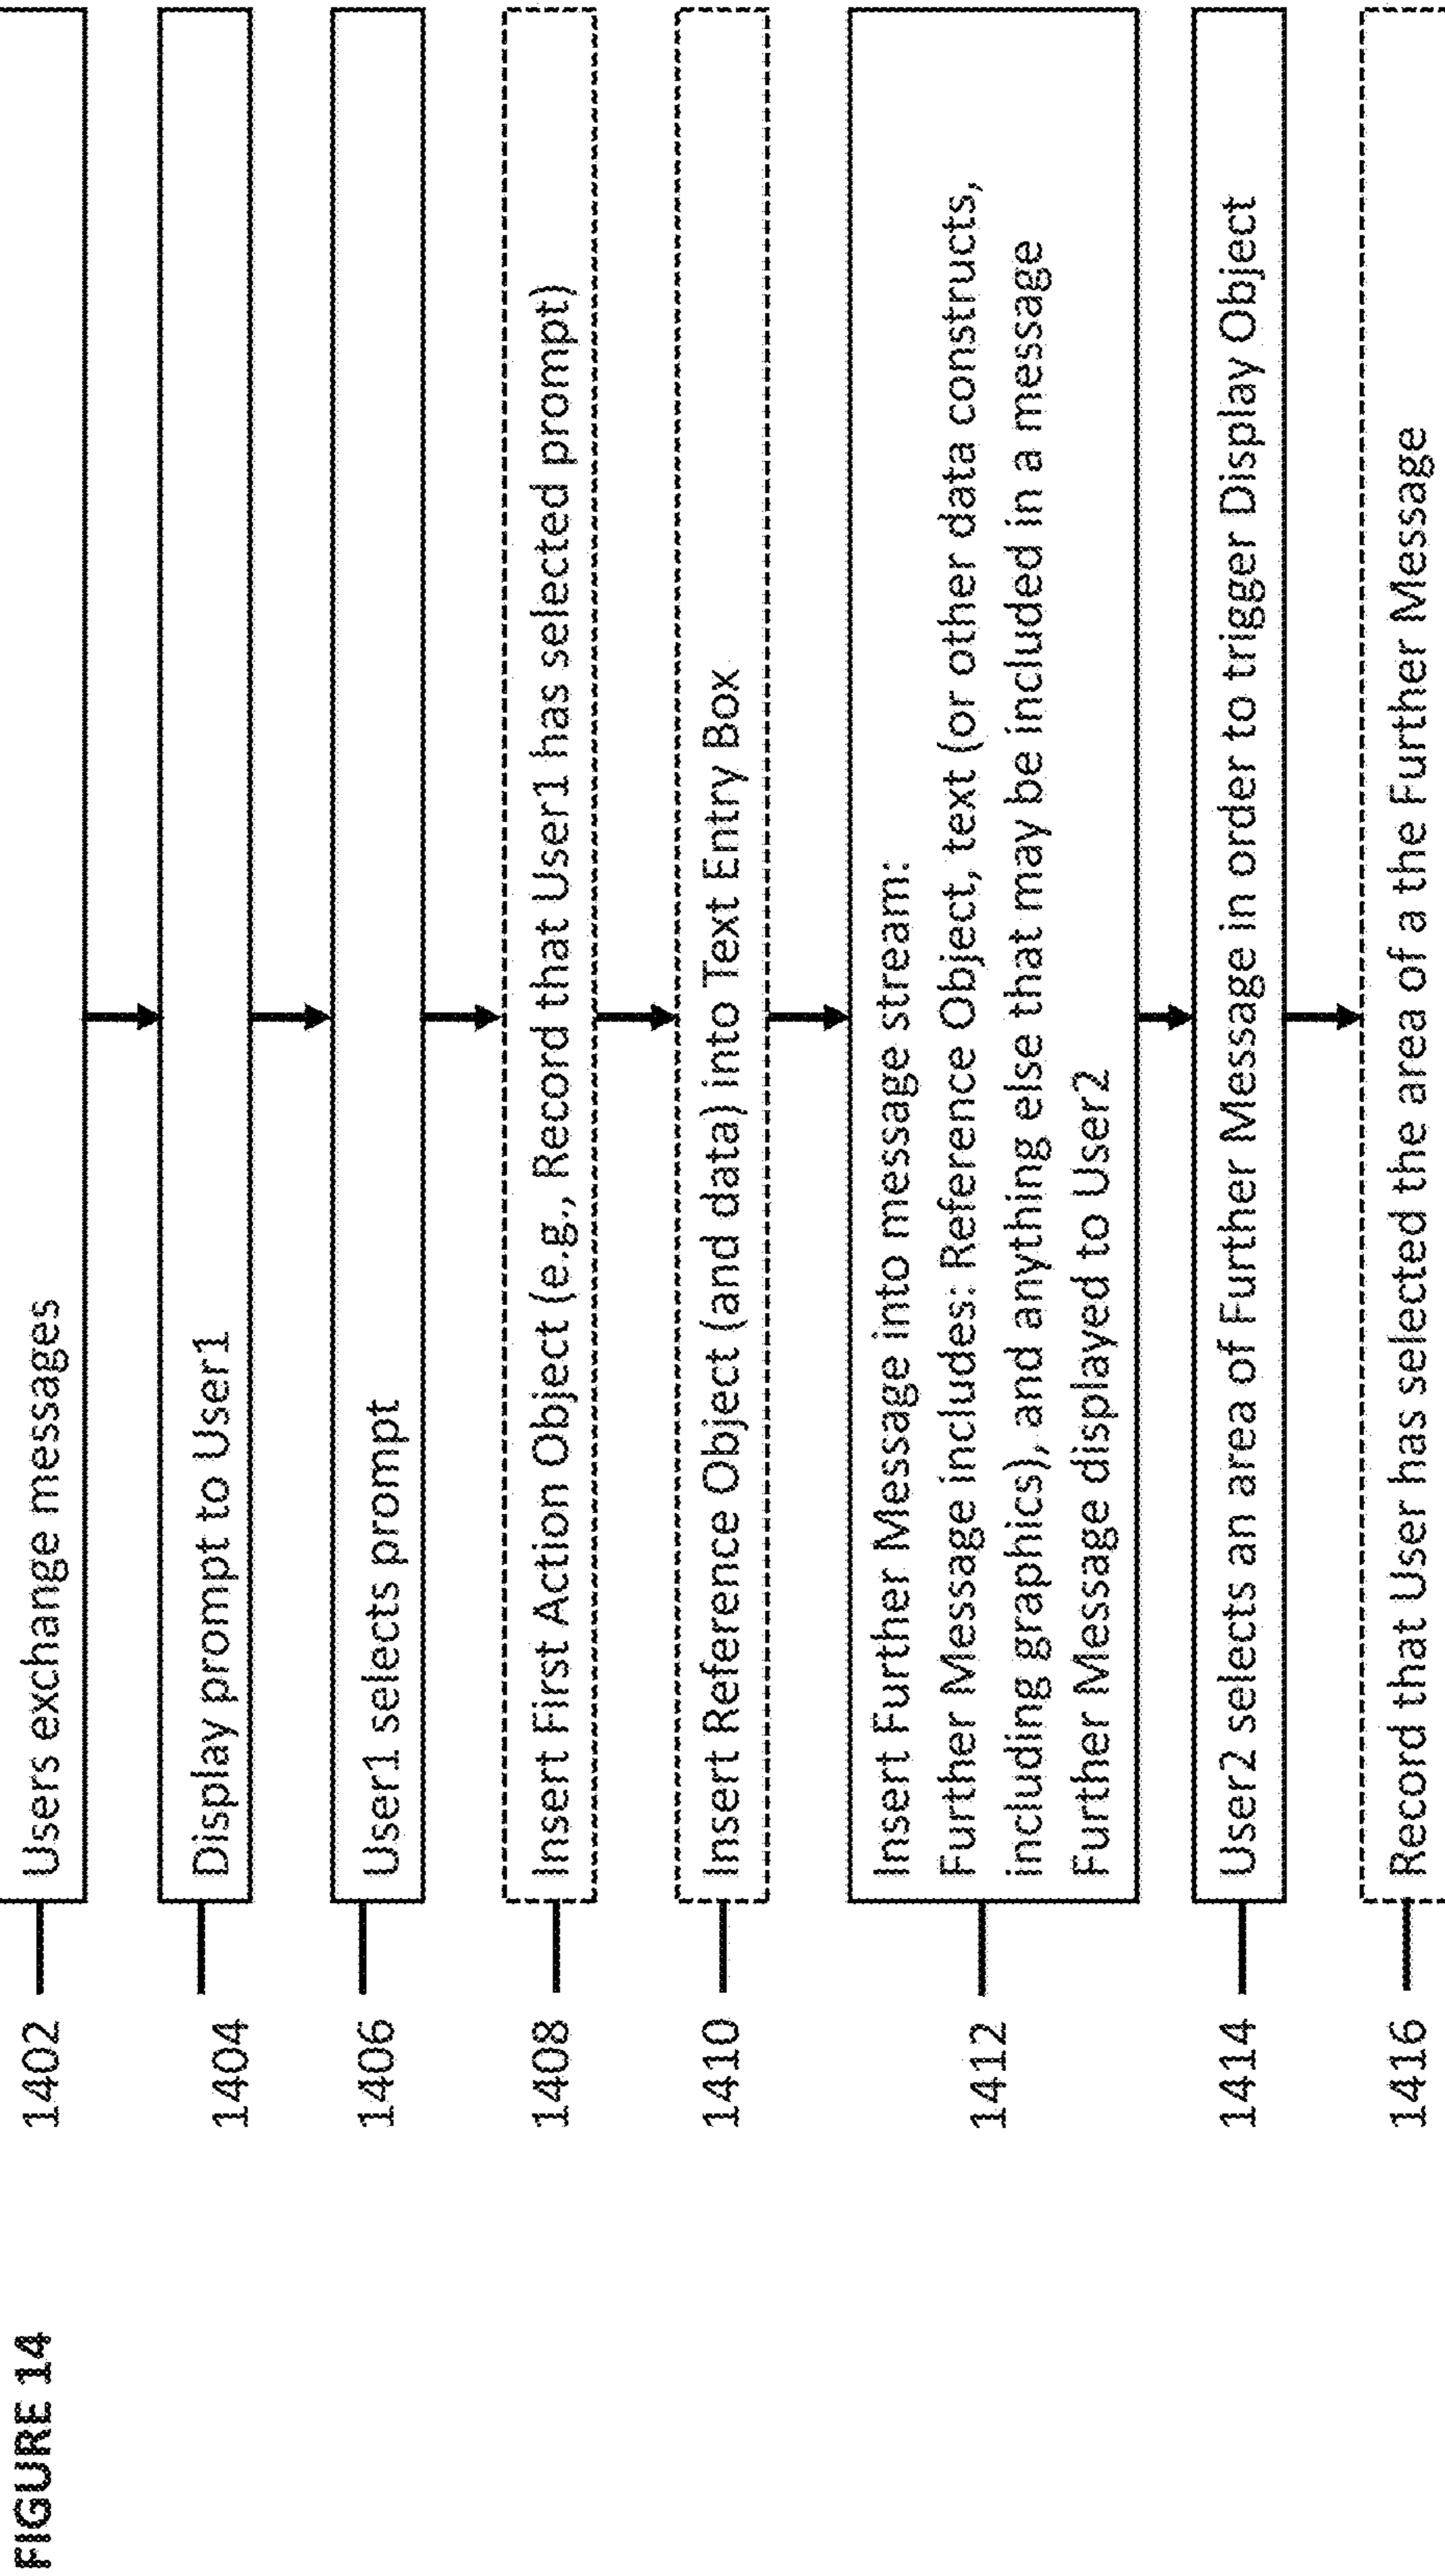 FIGURE 14
1402
Users exchange messages
1404
Display prompt to User1
1406
User1 selects prompt
1408
Insert First Action Object (e.g., Record that User1 has selected prompt)
1410
Insert Reference Object (and data) into Text Entry Box
1412
Insert Further Message into message stream:
Further Message includes: Reference Object, text (or other data constructs,
including graphics), and anything else that may be included in a message
Further Message displayed to User2
1414
User2 selects an area of Further Message in order to trigger Display Object
1416
Record that User has selected the area of a the Further Message